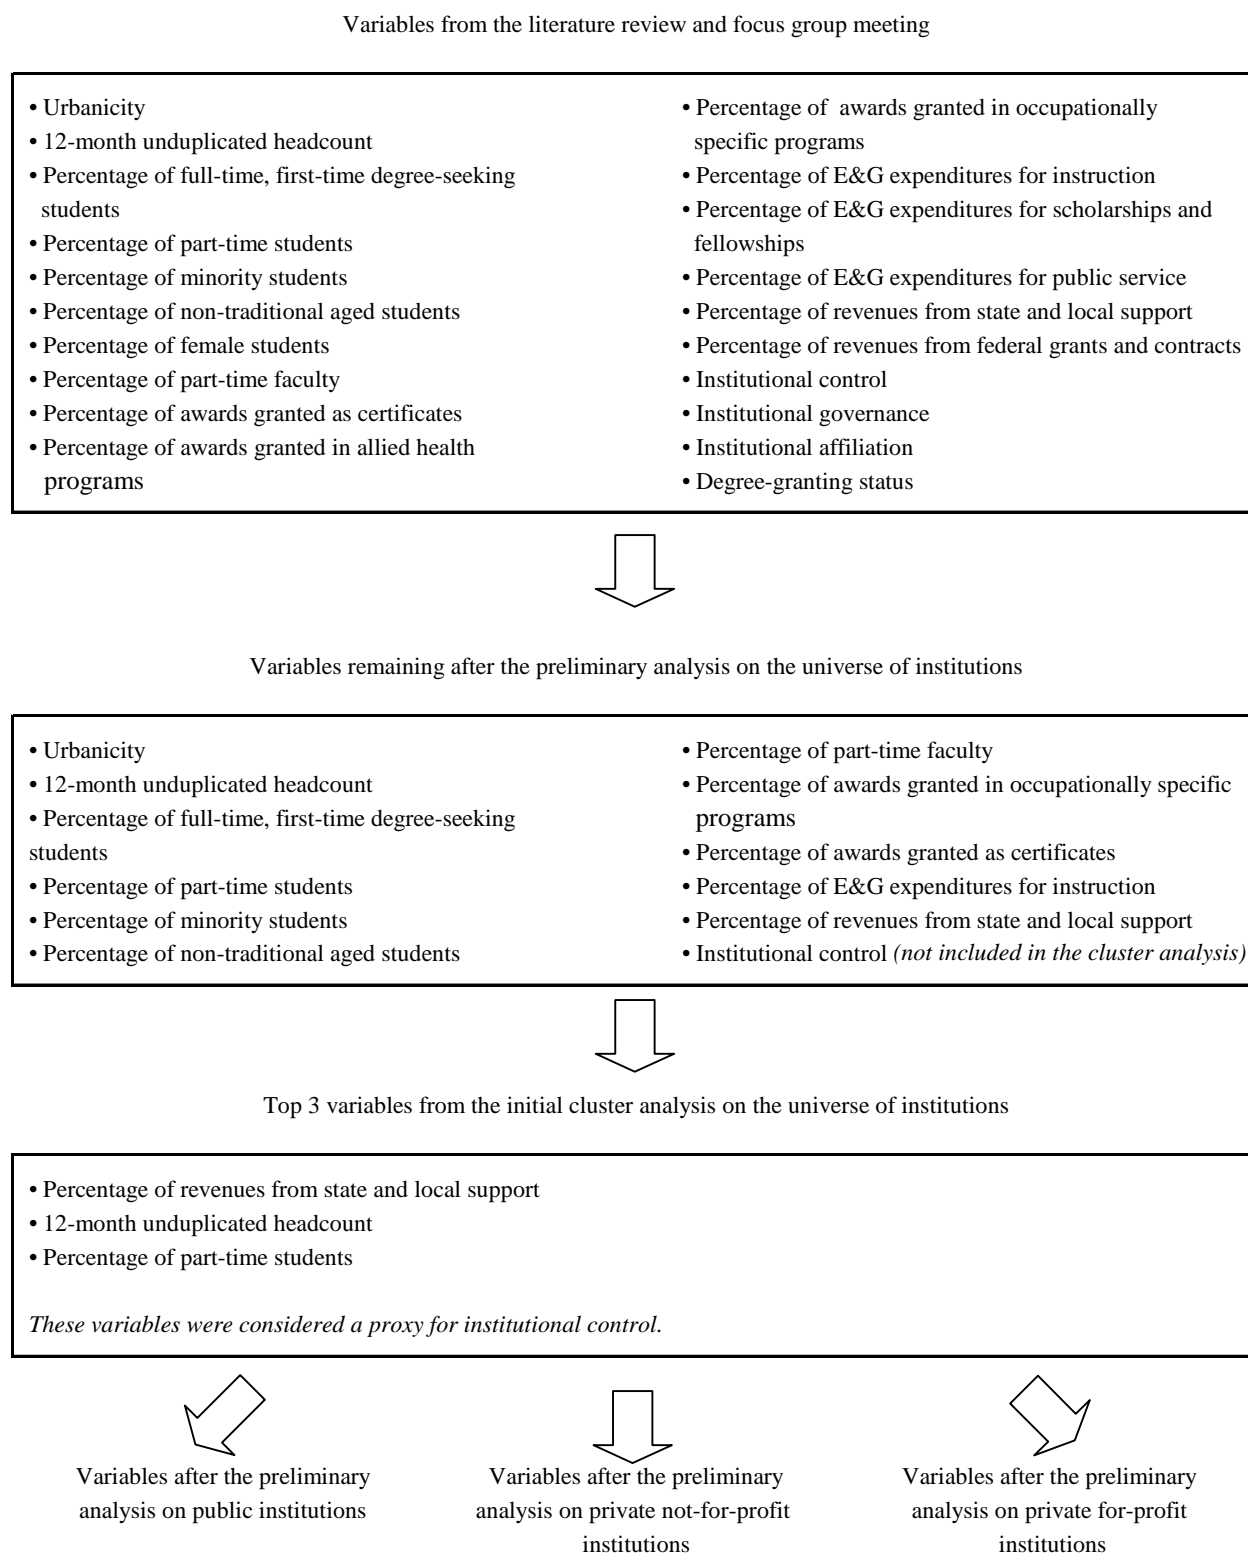 Variables from the literature review and focus group meeting
• Urbanicity
• 12-month unduplicated headcount
• Percentage of full-time, first-time degree-seeking
students
• Percentage of part-time students
• Percentage of minority students
• Percentage of non-traditional aged students
• Percentage of female students
• Percentage of part-time faculty
• Percentage of awards granted as certificates
• Percentage of awards granted in allied health
programs
• Percentage of  awards granted in occupationally
specific programs
• Percentage of E&G expenditures for instruction
• Percentage of E&G expenditures for scholarships and
fellowships
• Percentage of E&G expenditures for public service
• Percentage of revenues from state and local support
• Percentage of revenues from federal grants and contracts
• Institutional control
• Institutional governance
• Institutional affiliation
• Degree-granting status
Variables remaining after the preliminary analysis on the universe of institutions
• Urbanicity
• 12-month unduplicated headcount
• Percentage of full-time, first-time degree-seeking
students
• Percentage of part-time students
• Percentage of minority students
• Percentage of non-traditional aged students
• Percentage of part-time faculty
• Percentage of awards granted in occupationally specific
programs
• Percentage of awards granted as certificates
• Percentage of E&G expenditures for instruction
• Percentage of revenues from state and local support
• Institutional control (not included in the cluster analysis)
Top 3 variables from the initial cluster analysis on the universe of institutions
• Percentage of revenues from state and local support
• 12-month unduplicated headcount
• Percentage of part-time students
These variables were considered a proxy for institutional control.
Variables after the preliminary
analysis on public institutions
Variables after the preliminary
analysis on private not-for-profit
institutions
Variables after the preliminary
analysis on private for-profit
institutions